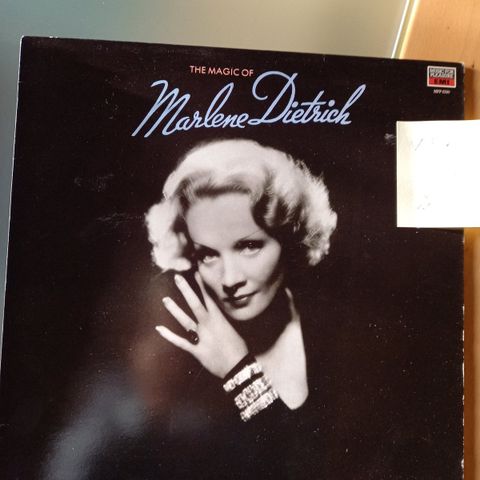 THE MAGIC OF
Marlene Dietrich
EMI